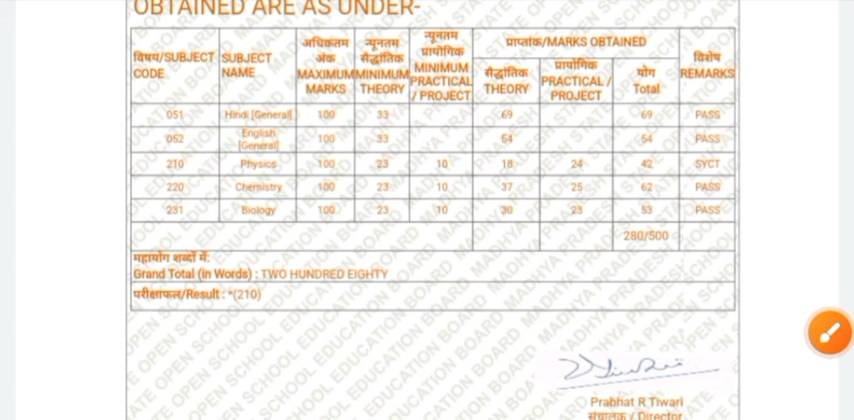 OBTAINED ARE AS UNDER-
विषय/SUBJECT CODE
SUBJECT NAME
अधिकतम अंक MAXIMUM MARKS
न्यूनतम सैद्धांतिक MINIMUM THEORY
न्यूनतम प्रायोगिक MINIMUM PRACTICAL / PROJECT
प्राप्तांक/MARKS OBTAINED
सैद्धांतिक THEORY
प्रायोगिक PRACTICAL / PROJECT
योग Total
विशेष REMARKS
051 Hindi [General] 100 33 69 69 PASS
052 English [General] 100 33 54 54 PASS
210 Physics 100 23 10 18 24 42 SYCT
220 Chemistry 100 23 10 37 25 62 PASS
231 Biology 100 23 10 30 23 53 PASS
280/500
महायोग शब्दों में:
Grand Total (in Words) : TWO HUNDRED EIGHTY
परीक्षाफल/Result : *(210)
Prabhat R Tiwari
संचालक / Director